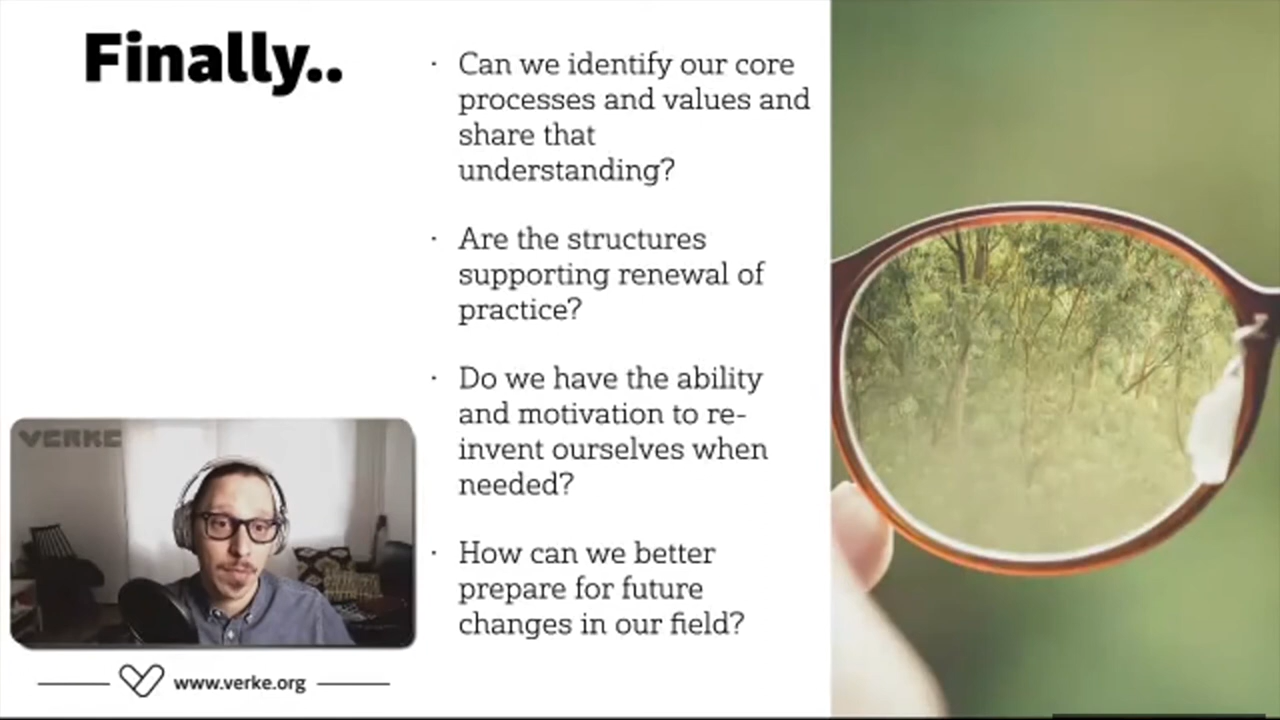 Finally..
· Can we identify our core
processes and values and
share that
understanding?
· Are the structures
supporting renewal of
practice?
· Do we have the ability
and motivation to re-
invent ourselves when
needed?
· How can we better
prepare for future
changes in our field?
VERKE
www.verke.org